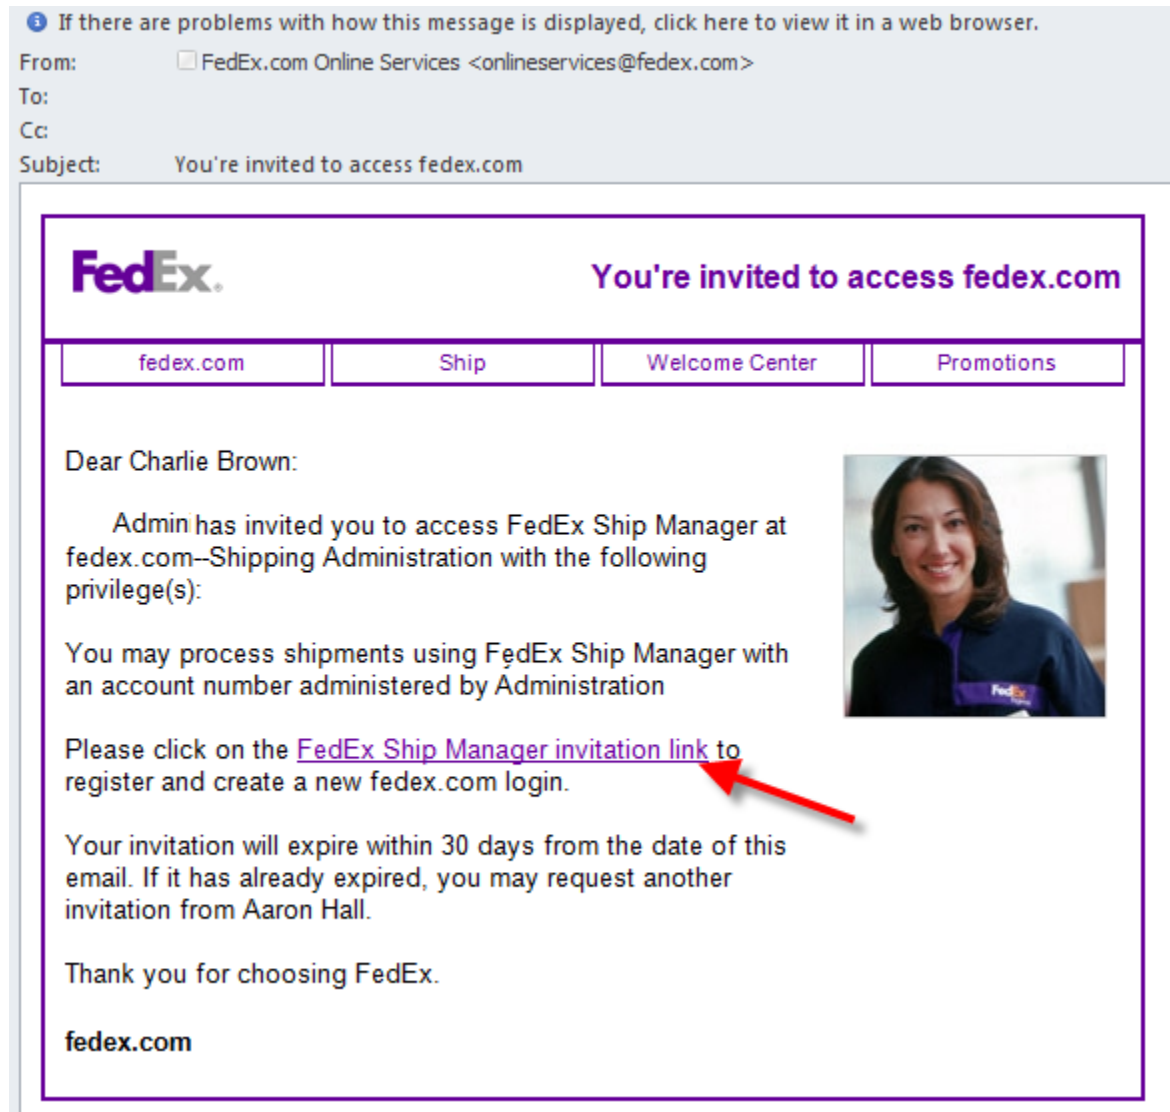 If there are problems with how this message is displayed, click here to view it in a web browser.
From: FedEx.com Online Services <onlineservices@fedex.com>
To:
Cc:
Subject: You're invited to access fedex.com
FedEx®
You're invited to access fedex.com
fedex.com Ship Welcome Center Promotions
Dear Charlie Brown:
Admin has invited you to access FedEx Ship Manager at
fedex.com--Shipping Administration with the following
privilege(s):
You may process shipments using FedEx Ship Manager with
an account number administered by Administration
Please click on the FedEx Ship Manager invitation link to
register and create a new fedex.com login.
Your invitation will expire within 30 days from the date of this
email. If it has already expired, you may request another
invitation from Aaron Hall.
Thank you for choosing FedEx.
fedex.com
FedEx